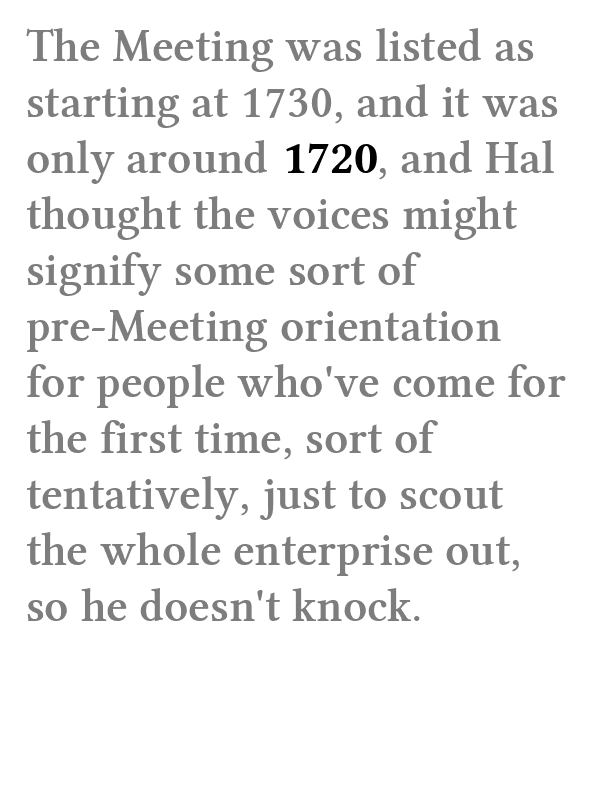 The Meeting was listed as
starting at 1730, and it was
only around 1720, and Hal
thought the voices might
signify some sort of
pre-Meeting orientation
for people who've come for
the first time, sort of
tentatively, just to scout
the whole enterprise out,
so he doesn't knock.